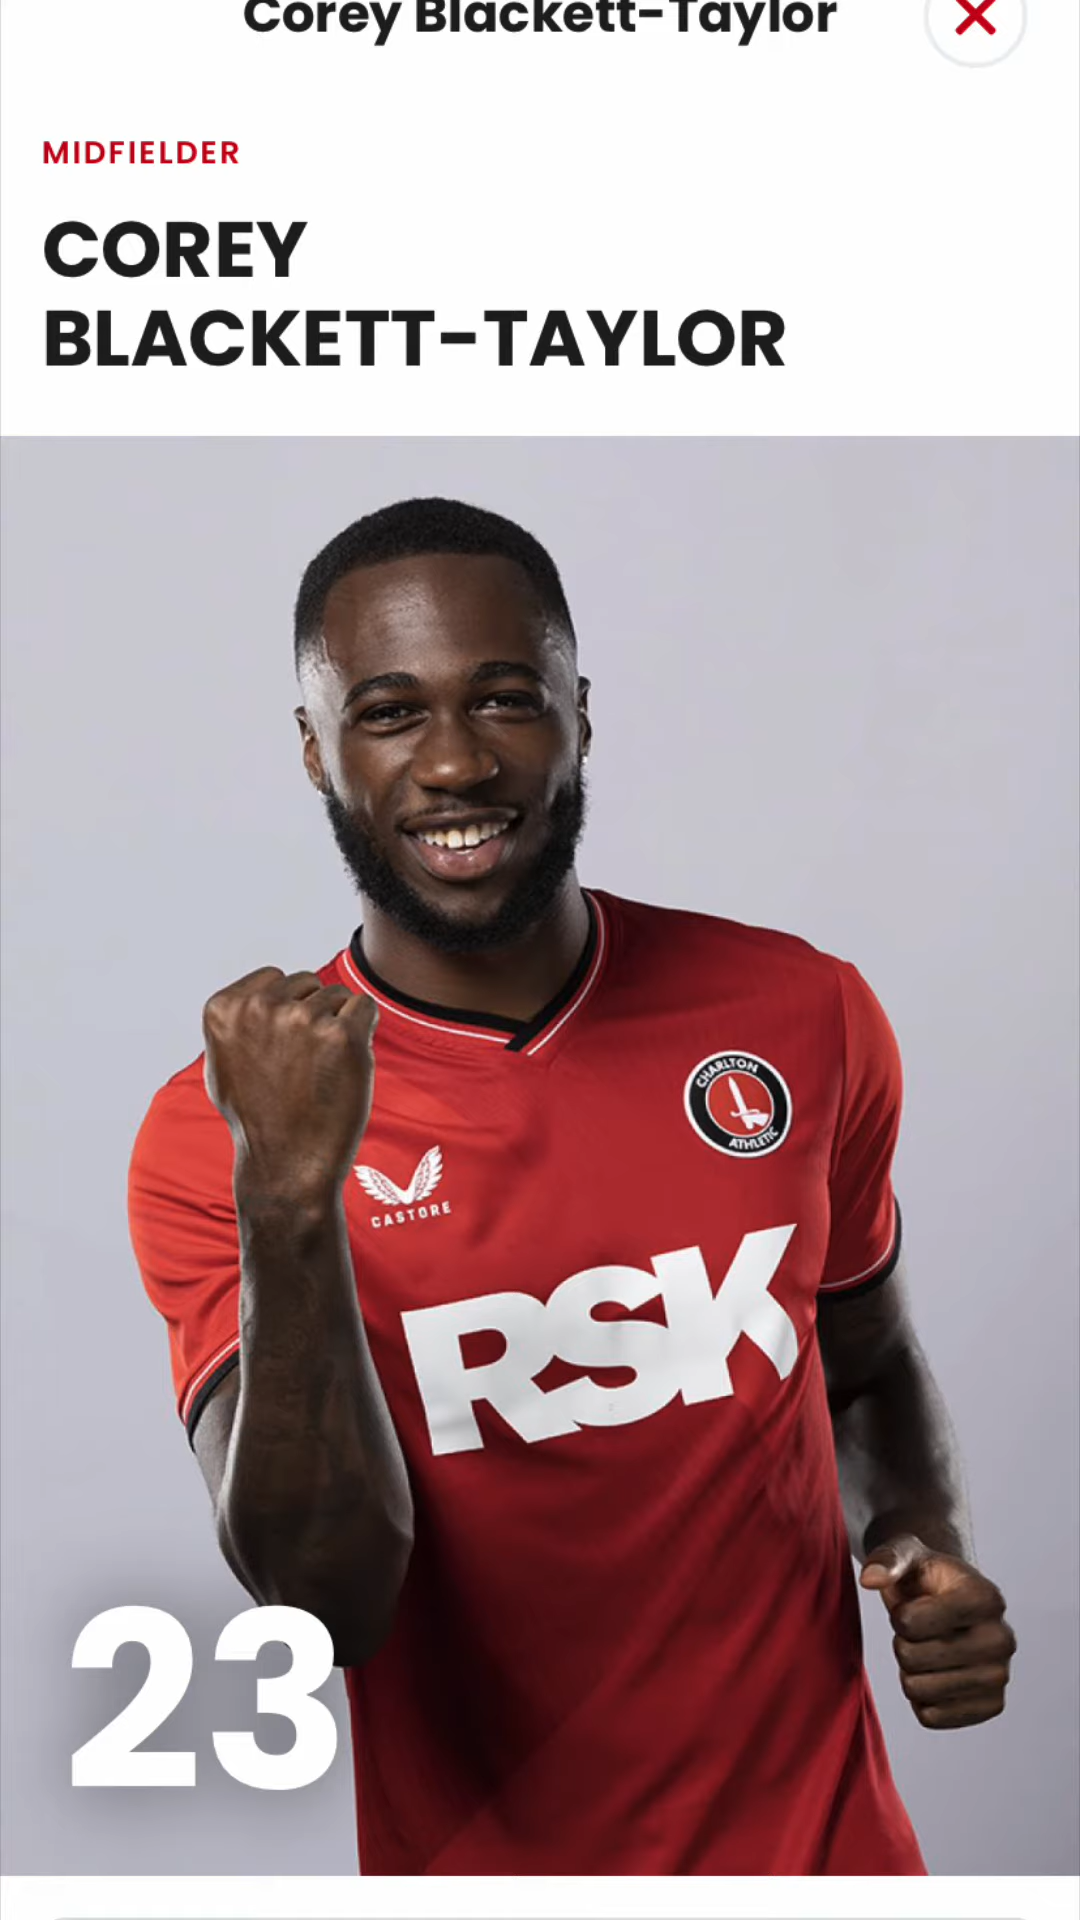 Corey Blackett-Taylor
MIDFIELDER
COREY
BLACKETT-TAYLOR
CHARLTON
ATHLETIC
CASTORE
RSK
23